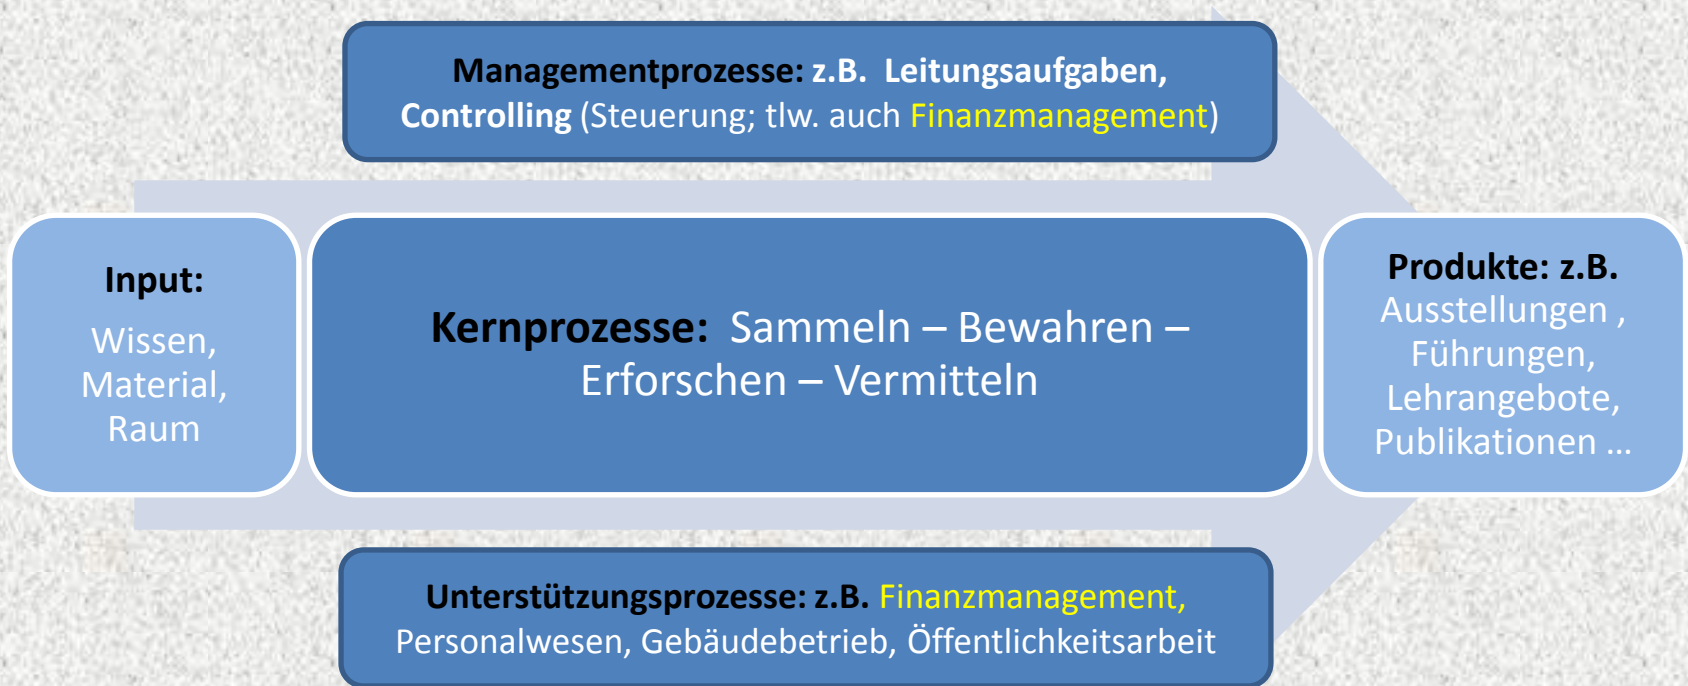 Managementprozesse: z.B. Leitungsaufgaben,
Controlling (Steuerung; tlw. auch Finanzmanagement)
Input:
Wissen,
Material,
Raum
Kernprozesse: Sammeln – Bewahren –
Erforschen – Vermitteln
Produkte: z.B.
Ausstellungen ,
Führungen,
Lehrangebote,
Publikationen ...
Unterstützungsprozesse: z.B. Finanzmanagement,
Personalwesen, Gebäudebetrieb, Öffentlichkeitsarbeit